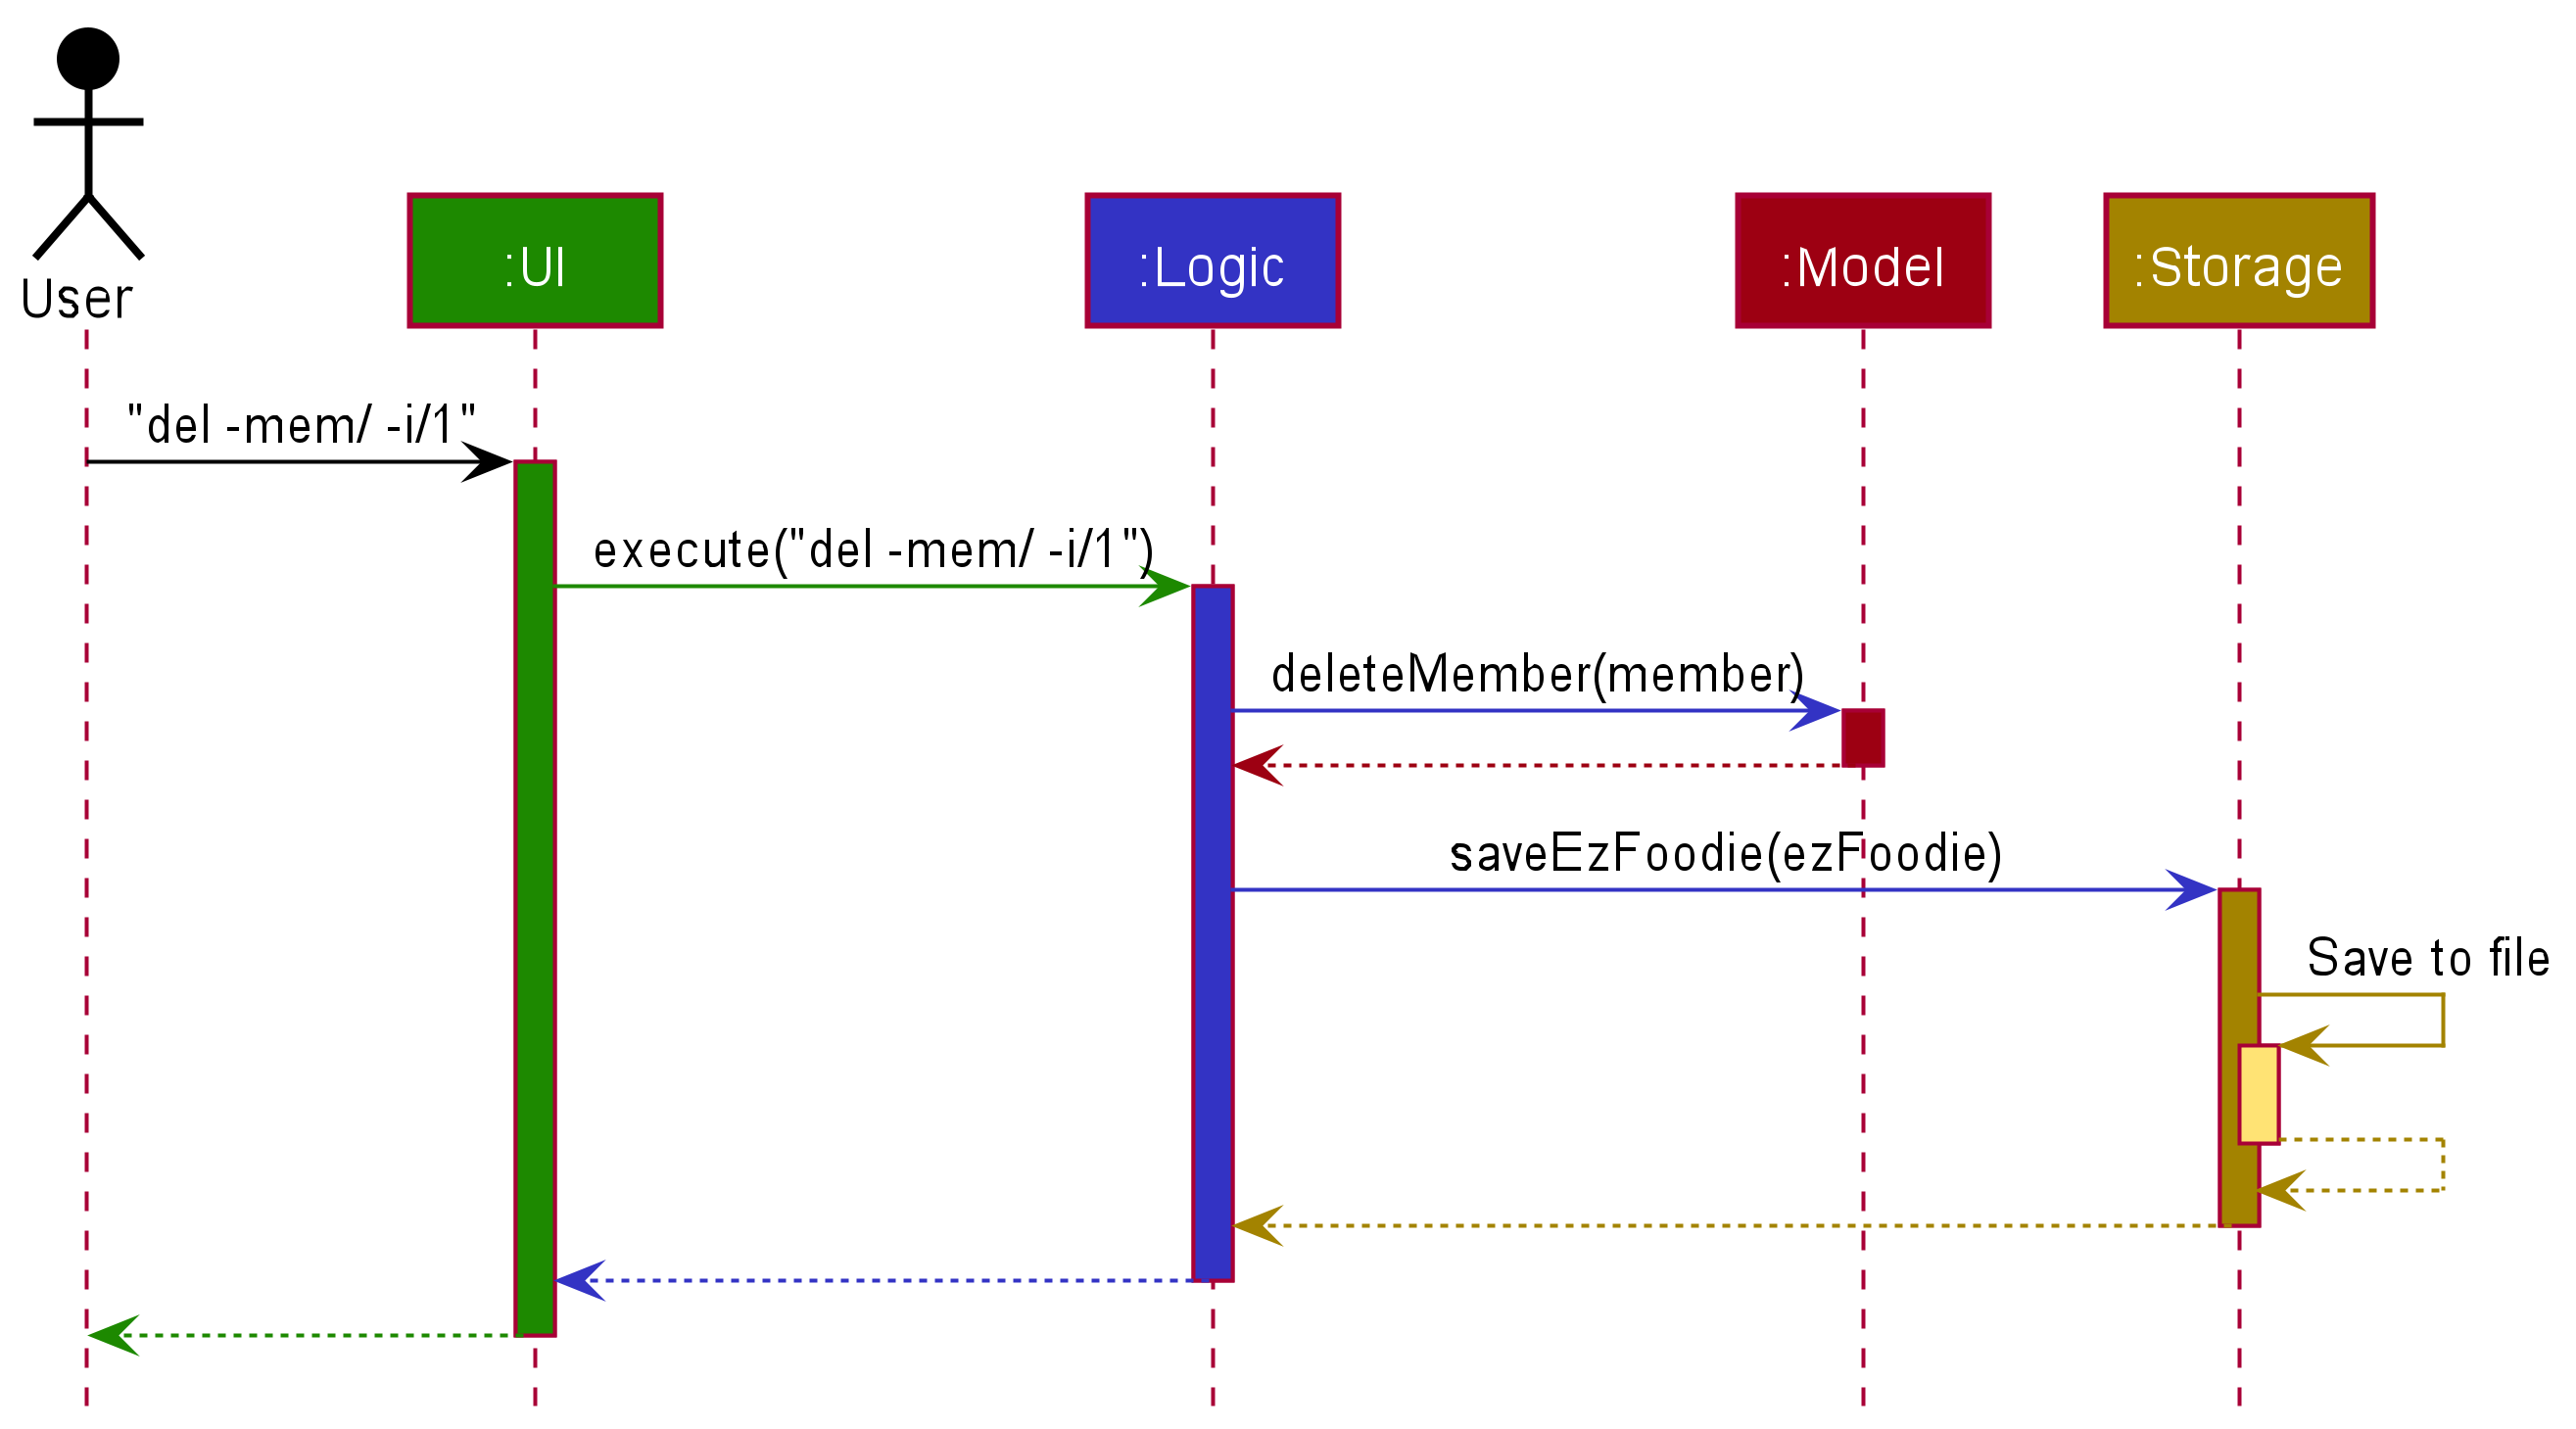 User
:UI
:Logic
:Model
:Storage
"del -mem/ -i/1"
execute("del -mem/ -i/1")
deleteMember(member)
saveEzFoodie(ezFoodie)
Save to file